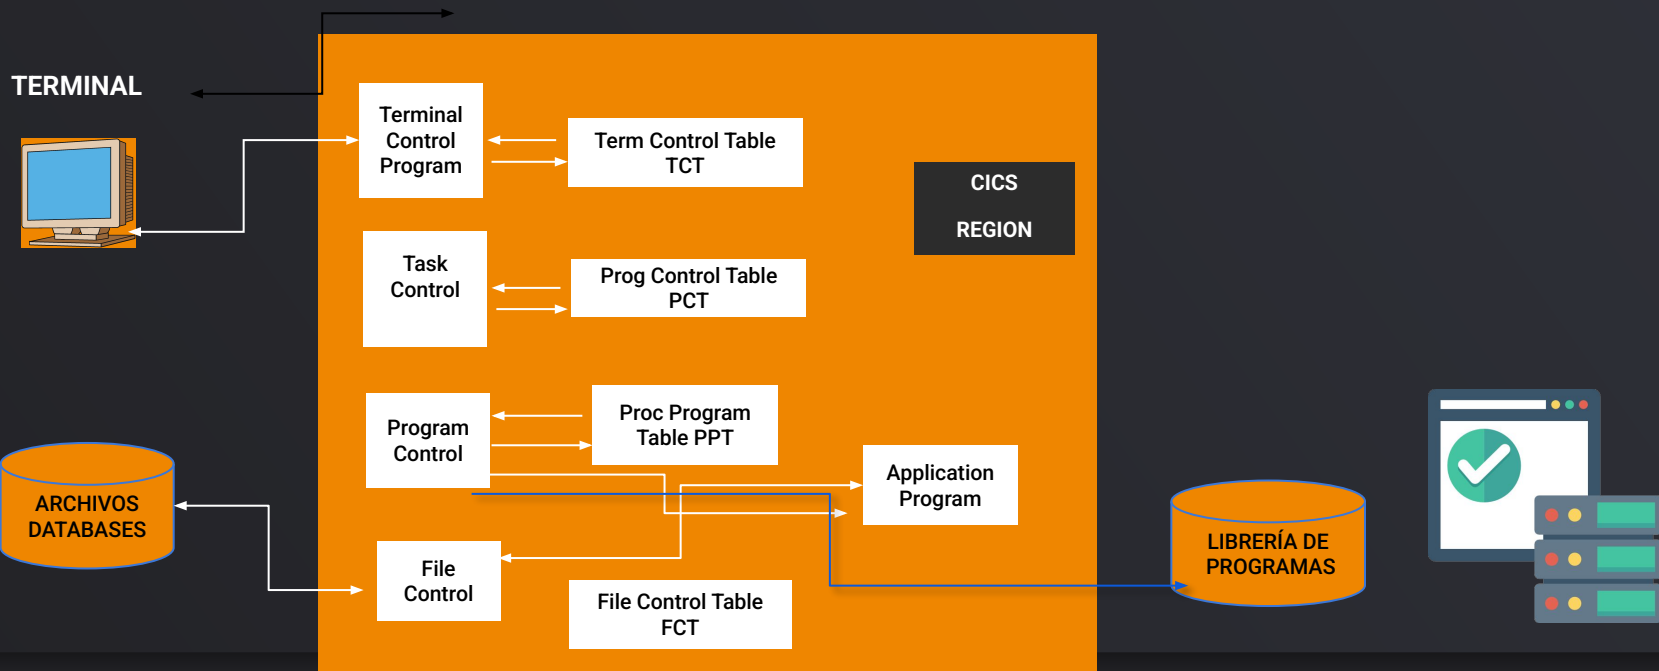 TERMINAL
Terminal
Control
Program
Term Control Table
TCT
CICS
REGION
Task
Control
Prog Control Table
PCT
Program
Control
Proc Program
Table PPT
Application
Program
ARCHIVOS
DATABASES
File
Control
File Control Table
FCT
LIBRERÍA DE
PROGRAMAS